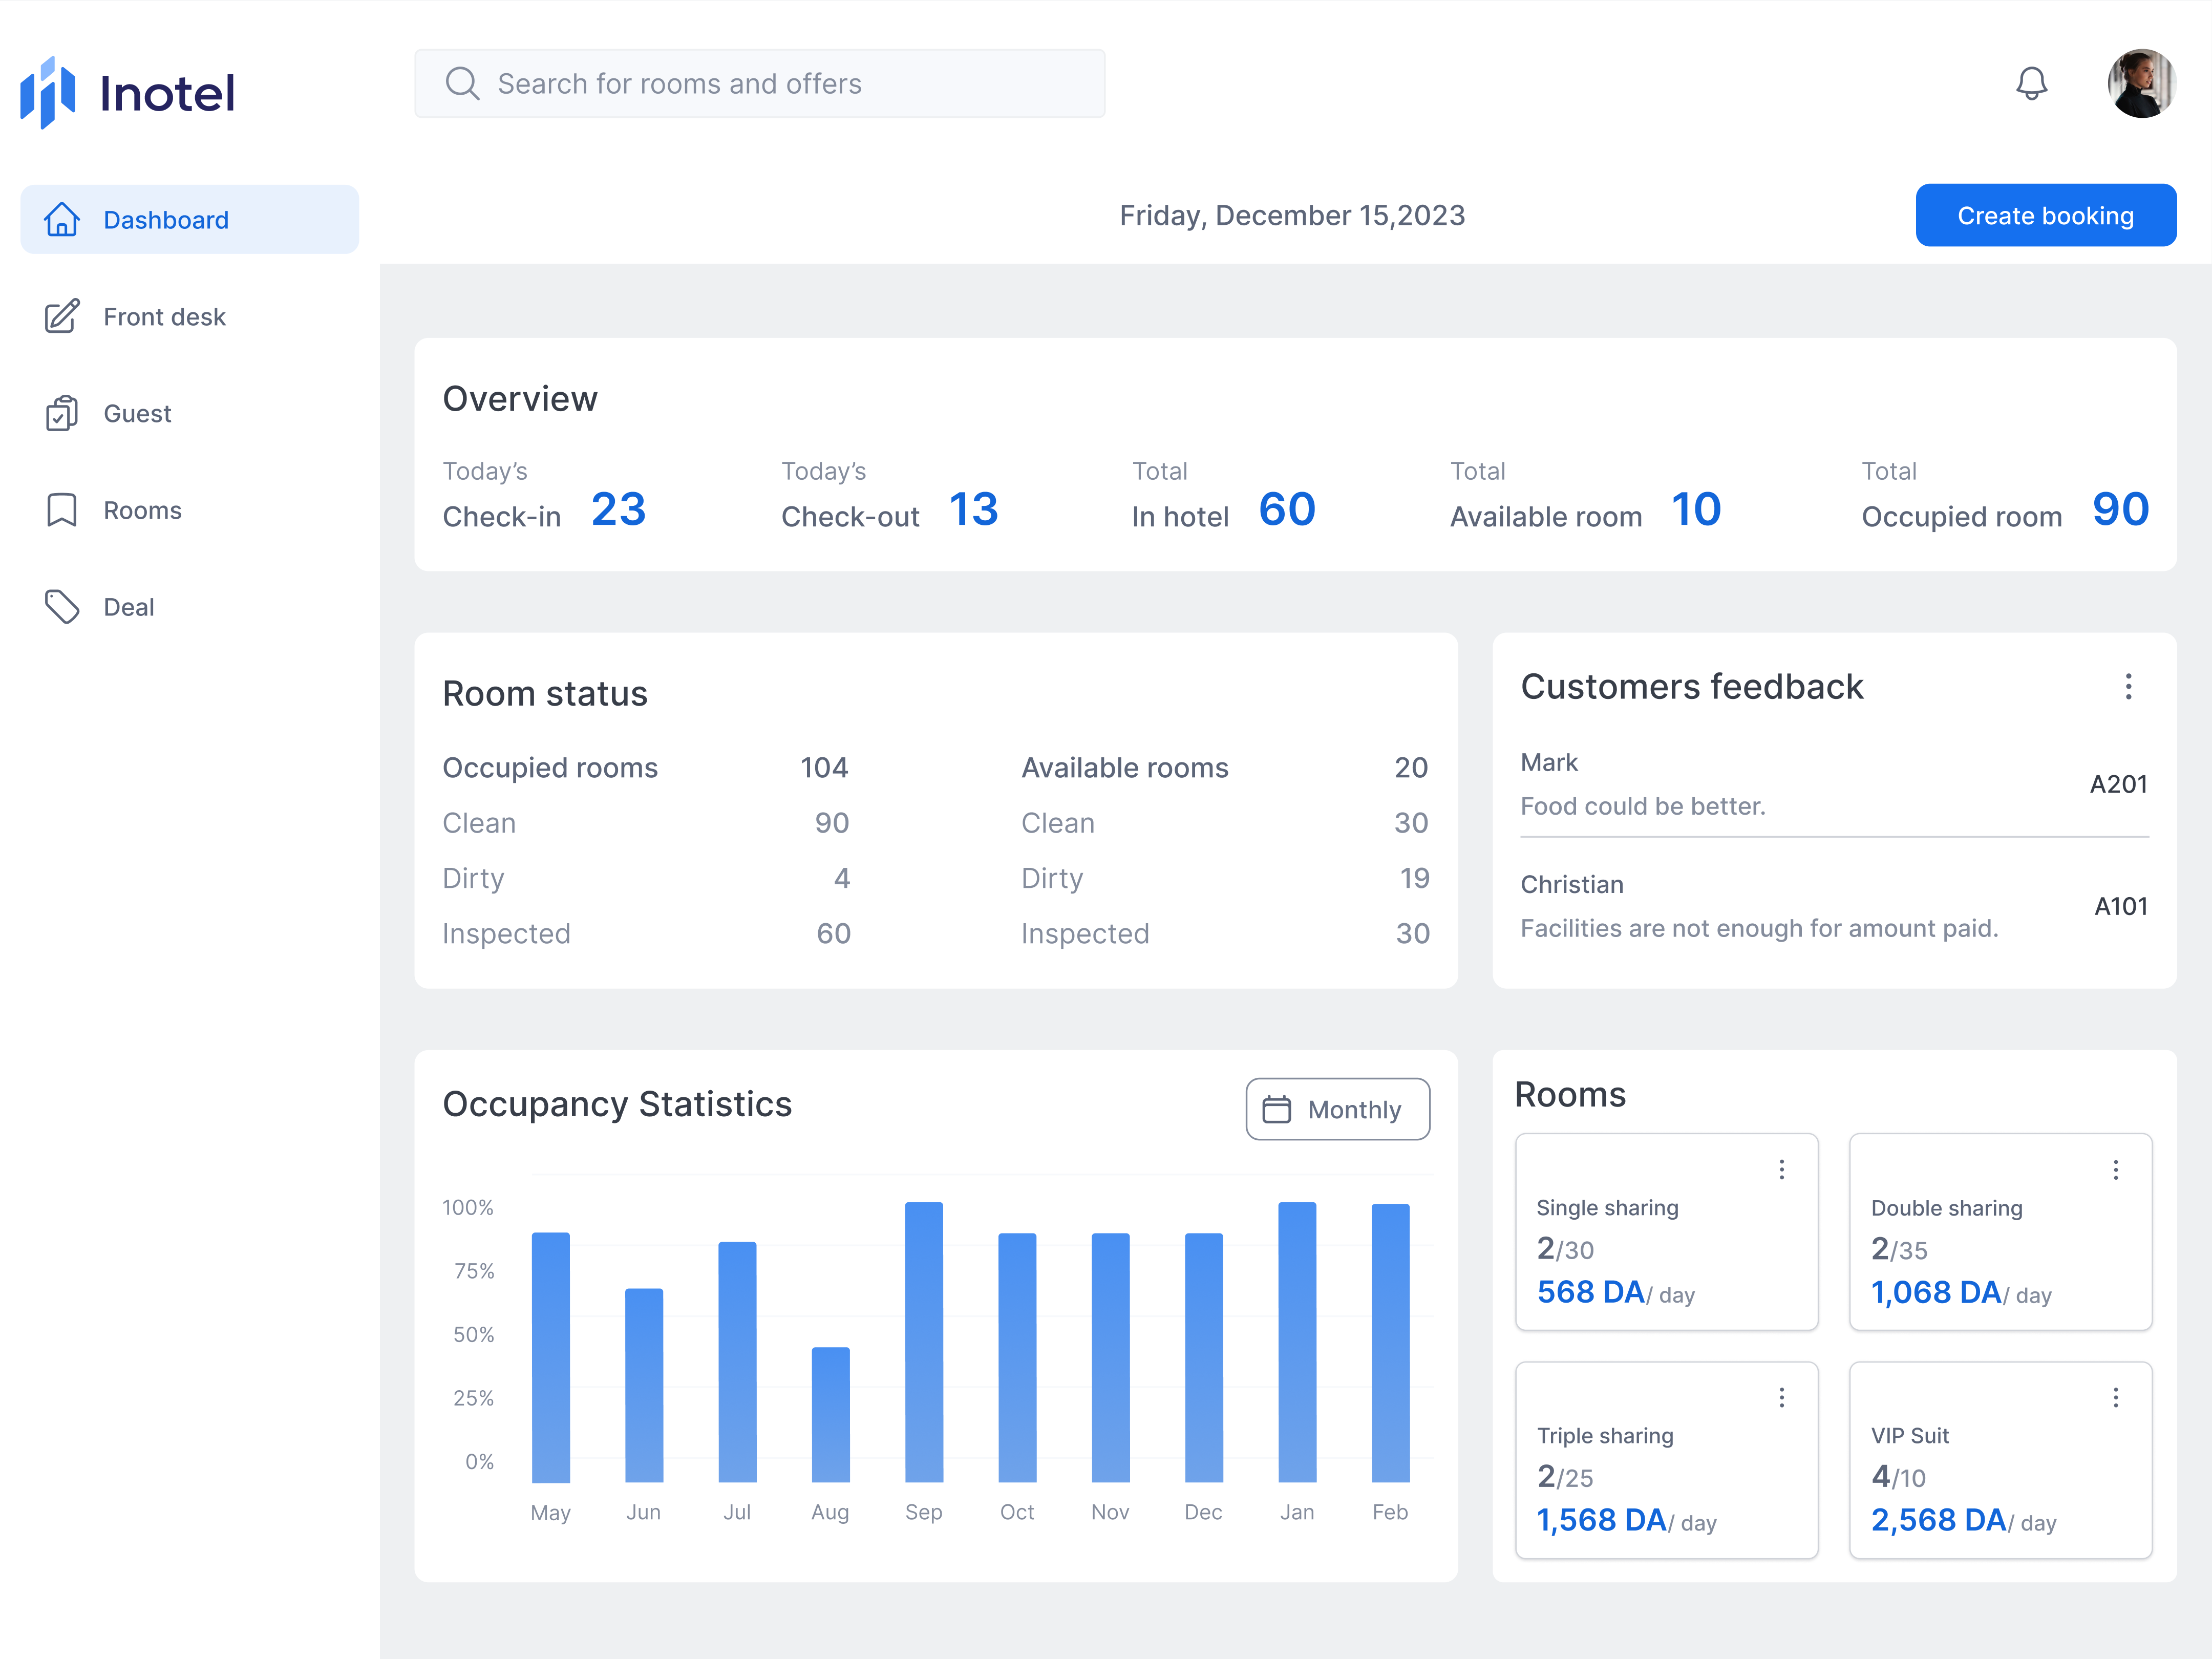 Inotel
Search for rooms and offers
Dashboard
Front desk
Guest
Rooms
Deal
Friday, December 15,2023
Create booking
Overview
Today’s
Check-in 23
Today’s
Check-out 13
Total
In hotel 60
Total
Available room 10
Total
Occupied room 90
Room status
Occupied rooms 104
Clean 90
Dirty 4
Inspected 60
Available rooms 20
Clean 30
Dirty 19
Inspected 30
Customers feedback
Mark
Food could be better.
A201
Christian
Facilities are not enough for amount paid.
A101
Occupancy Statistics
Monthly
100%
75%
50%
25%
0%
May Jun Jul Aug Sep Oct Nov Dec Jan Feb
Rooms
Single sharing
2/30
568 DA/ day
Double sharing
2/35
1,068 DA/ day
Triple sharing
2/25
1,568 DA/ day
VIP Suit
4/10
2,568 DA/ day